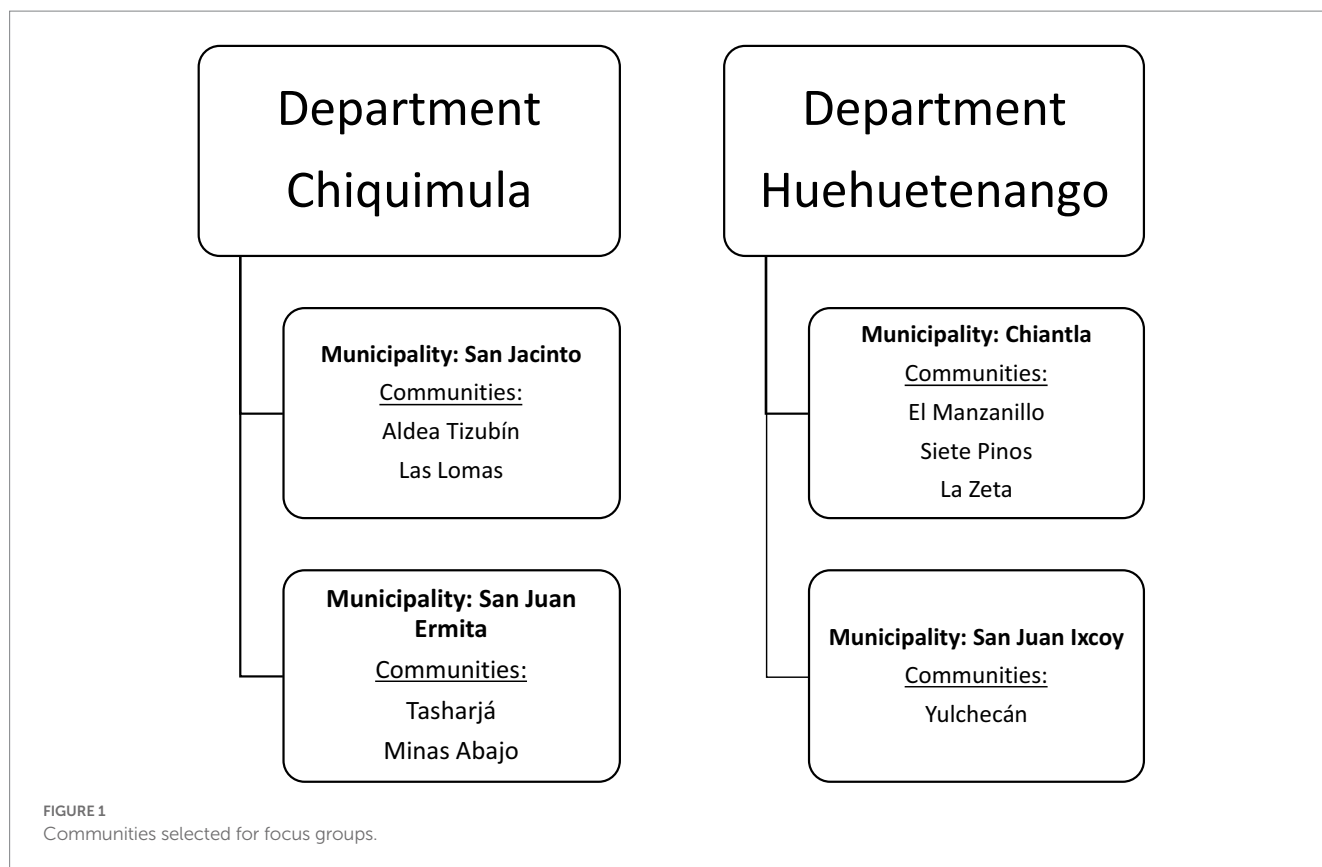 Department
Chiquimula
Municipality: San Jacinto
Communities:
Aldea Tizubín
Las Lomas
Municipality: San Juan
Ermita
Communities:
Tasharjá
Minas Abajo
Department
Huehuetenango
Municipality: Chiantla
Communities:
El Manzanillo
Siete Pinos
La Zeta
Municipality: San Juan Ixcoy
Communities:
Yulchecán
FIGURE 1
Communities selected for focus groups.